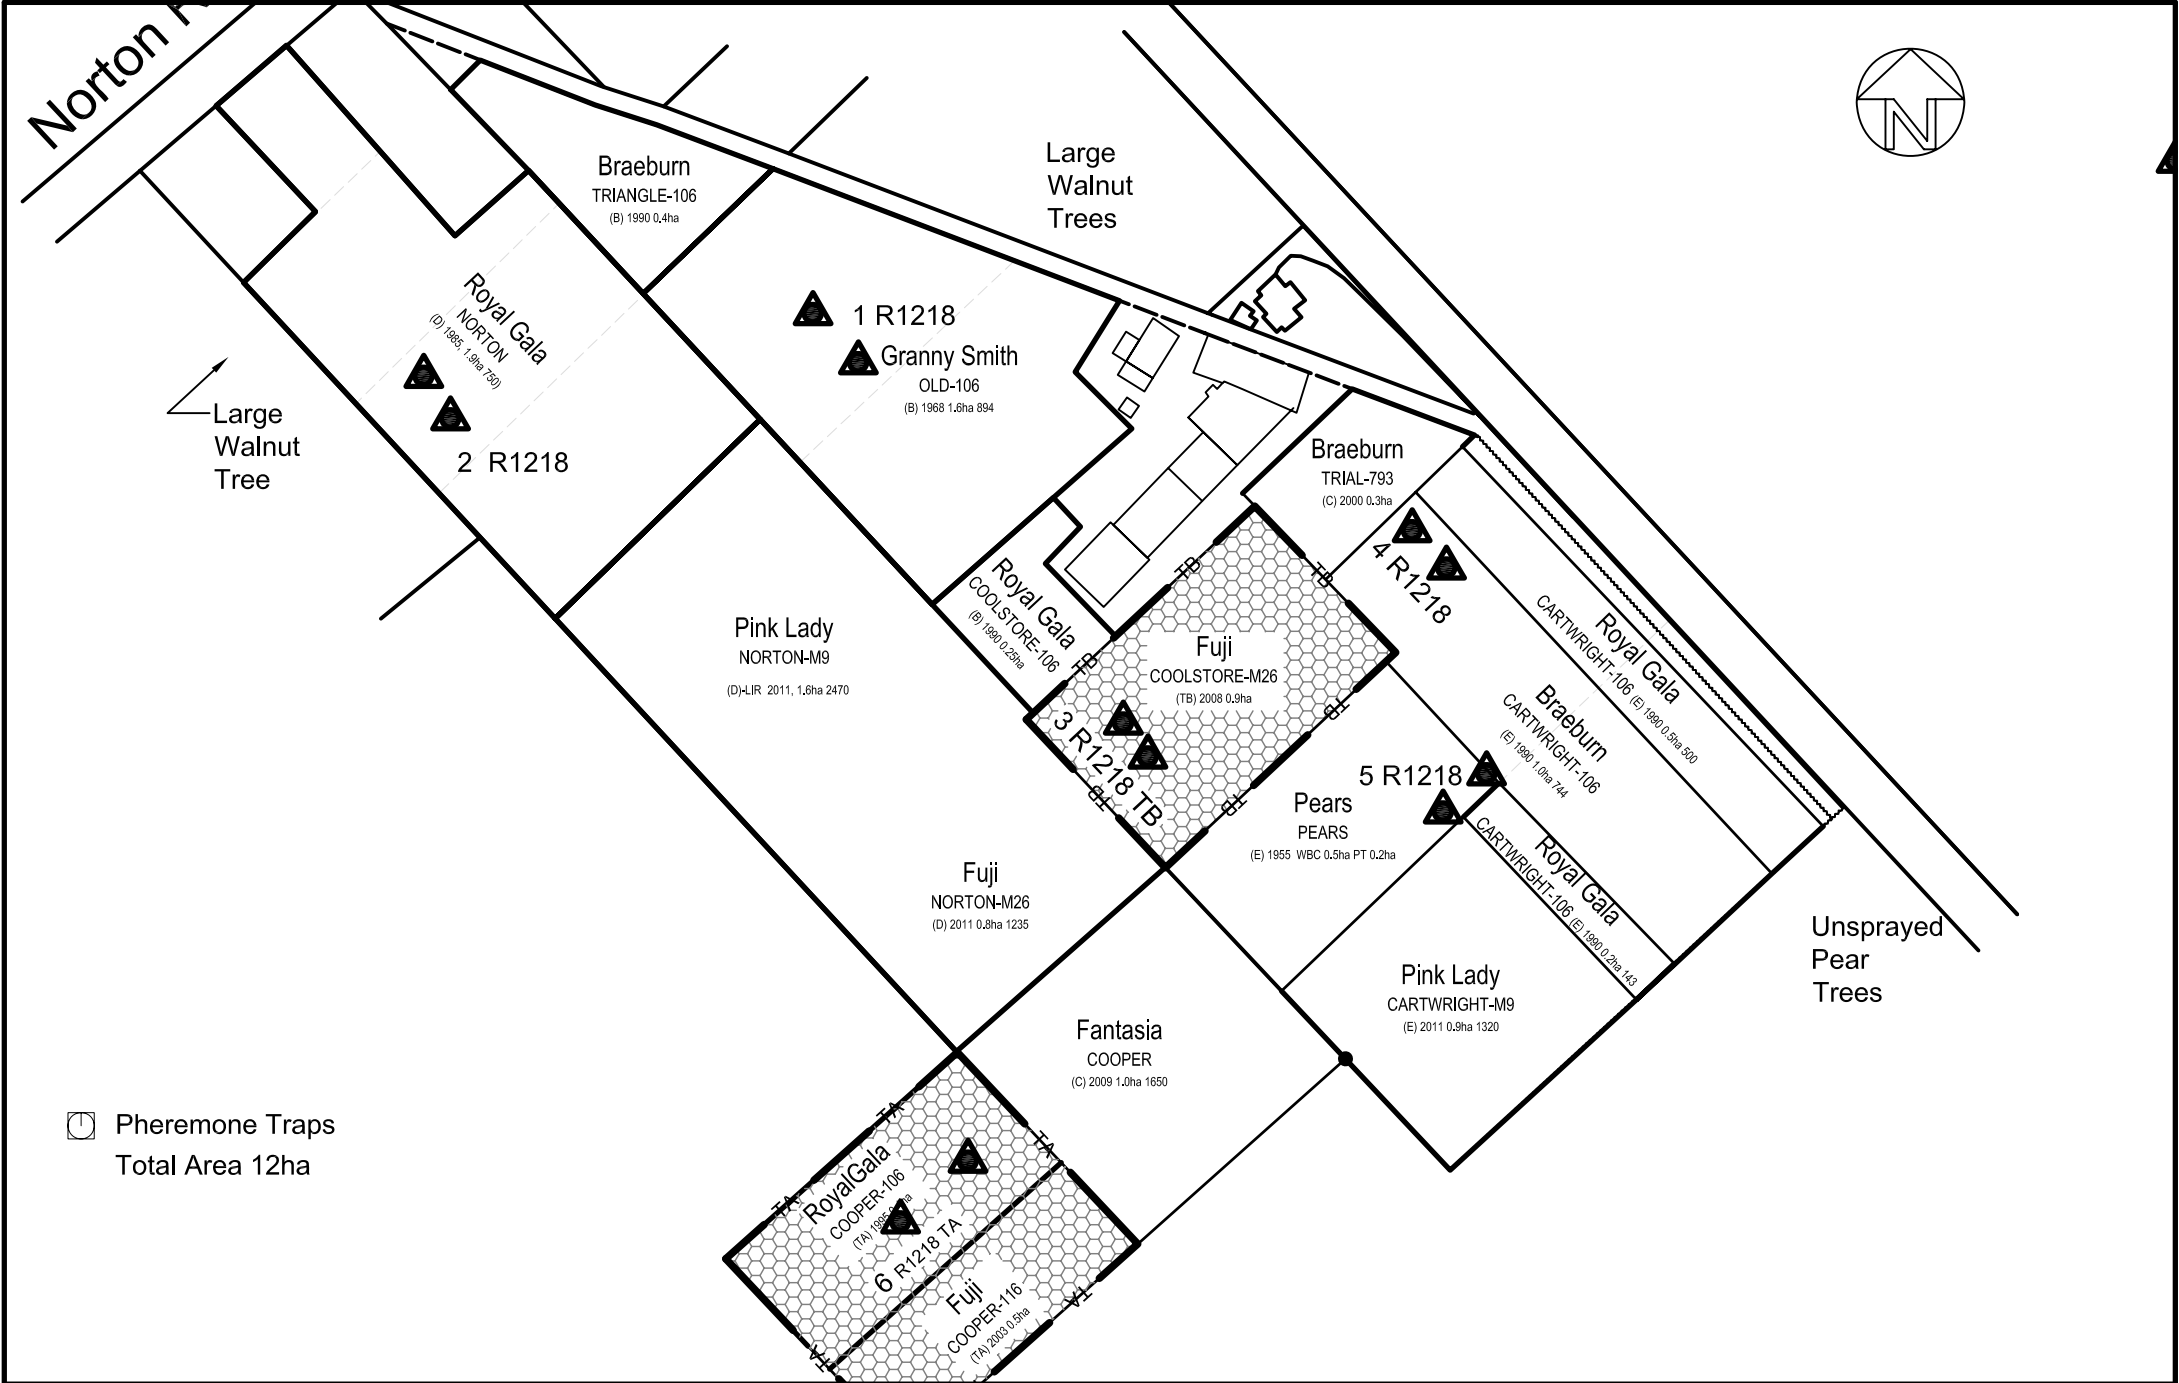 Norton
N
Large
Walnut
Trees
Braeburn
TRIANGLE-106
(B) 1990 0.4ha
Royal Gala
NORTON
(D) 1985, 1.9ha 750)
1 R1218
Granny Smith
OLD-106
(B) 1968 1.6ha 894
Large
Walnut
Tree
2 R1218
Braeburn
TRIAL-793
(C) 2000 0.3ha
4 R1218
Royal Gala
COOLSTORE-106
(B) 1990 0.25ha
TB
TB
TB
Fuji
COOLSTORE-M26
(TB) 2008 0.9ha
TB
TB
TB
3 R1218 TB
Pink Lady
NORTON-M9
(D)-LIR 2011, 1.6ha 2470
Royal Gala
CARTWRIGHT-106 (E) 1990 0.5ha 500
Braeburn
CARTWRIGHT-106
(E) 1990 1.0ha 744
5 R1218
Pears
PEARS
(E) 1955 WBC 0.5ha PT 0.2ha
Royal Gala
CARTWRIGHT-106 (E) 1990 0.2ha 143
Fuji
NORTON-M26
(D) 2011 0.8ha 1235
Unsprayed
Pear
Trees
Pink Lady
CARTWRIGHT-M9
(E) 2011 0.9ha 1320
Fantasia
COOPER
(C) 2009 1.0ha 1650
Pheremone Traps
Total Area 12ha
TA
TA
TA
RoyalGala
COOPER-106
(TA) 1995
6 R1218 TA
Fuji
COOPER-116
(TA) 2003 0.5ha
TA
TA